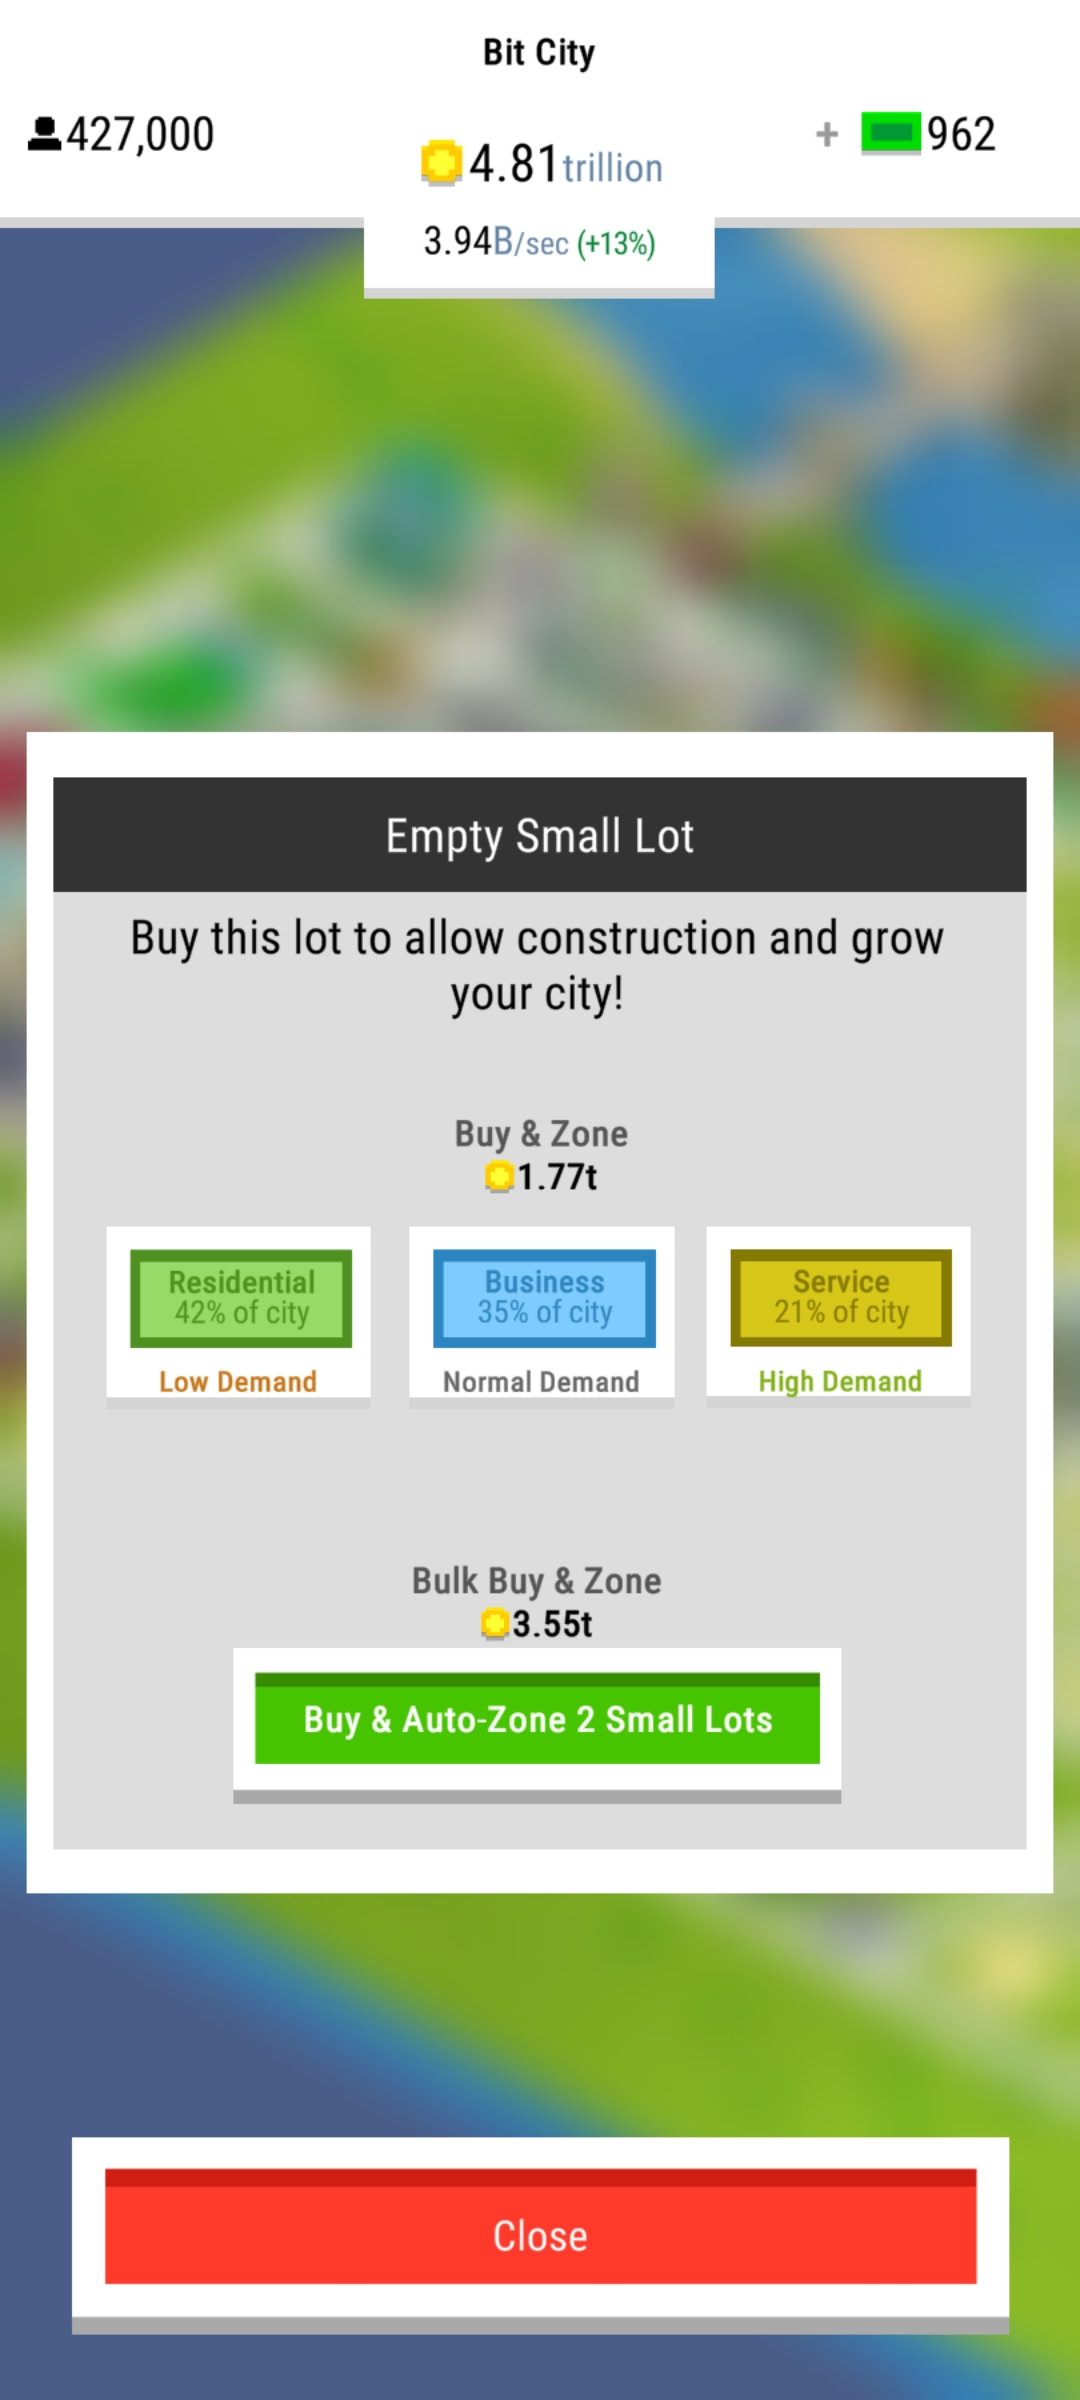 Bit City
427,000
4.81trillion
+ 962
3.94B/sec (+13%)
Empty Small Lot
Buy this lot to allow construction and grow
your city!
Buy & Zone
1.77t
Residential
42% of city
Low Demand
Business
35% of city
Normal Demand
Service
21% of city
High Demand
Bulk Buy & Zone
3.55t
Buy & Auto-Zone 2 Small Lots
Close